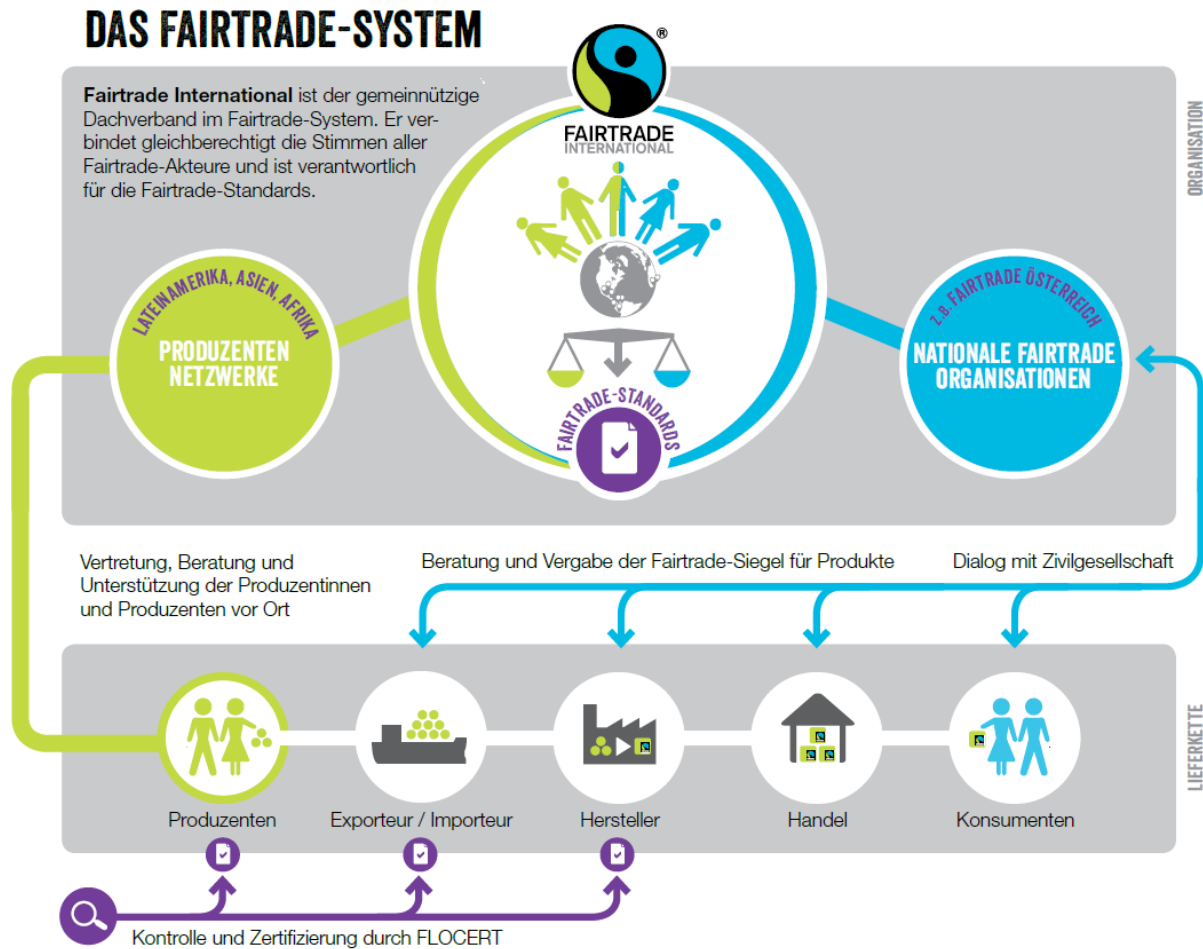 DAS FAIRTRADE-SYSTEM
®
Fairtrade International ist der gemeinnützige
Dachverband im Fairtrade-System. Er ver-
bindet gleichberechtigt die Stimmen aller
Fairtrade-Akteure und ist verantwortlich
für die Fairtrade-Standards.
FAIRTRADE
INTERNATIONAL
ORGANISATION
LATEINAMERIKA, ASIEN, AFRIKA
PRODUZENTEN
NETZWERKE
FAIRTRADE-STANDARDS
Z.B. FAIRTRADE ÖSTERREICH
NATIONALE FAIRTRADE
ORGANISATIONEN
Vertretung, Beratung und
Unterstützung der Produzentinnen
und Produzenten vor Ort
Beratung und Vergabe der Fairtrade-Siegel für Produkte
Dialog mit Zivilgesellschaft
LIEFERKETTE
Produzenten
Exporteur / Importeur
Hersteller
Handel
Konsumenten
Kontrolle und Zertifizierung durch FLOCERT